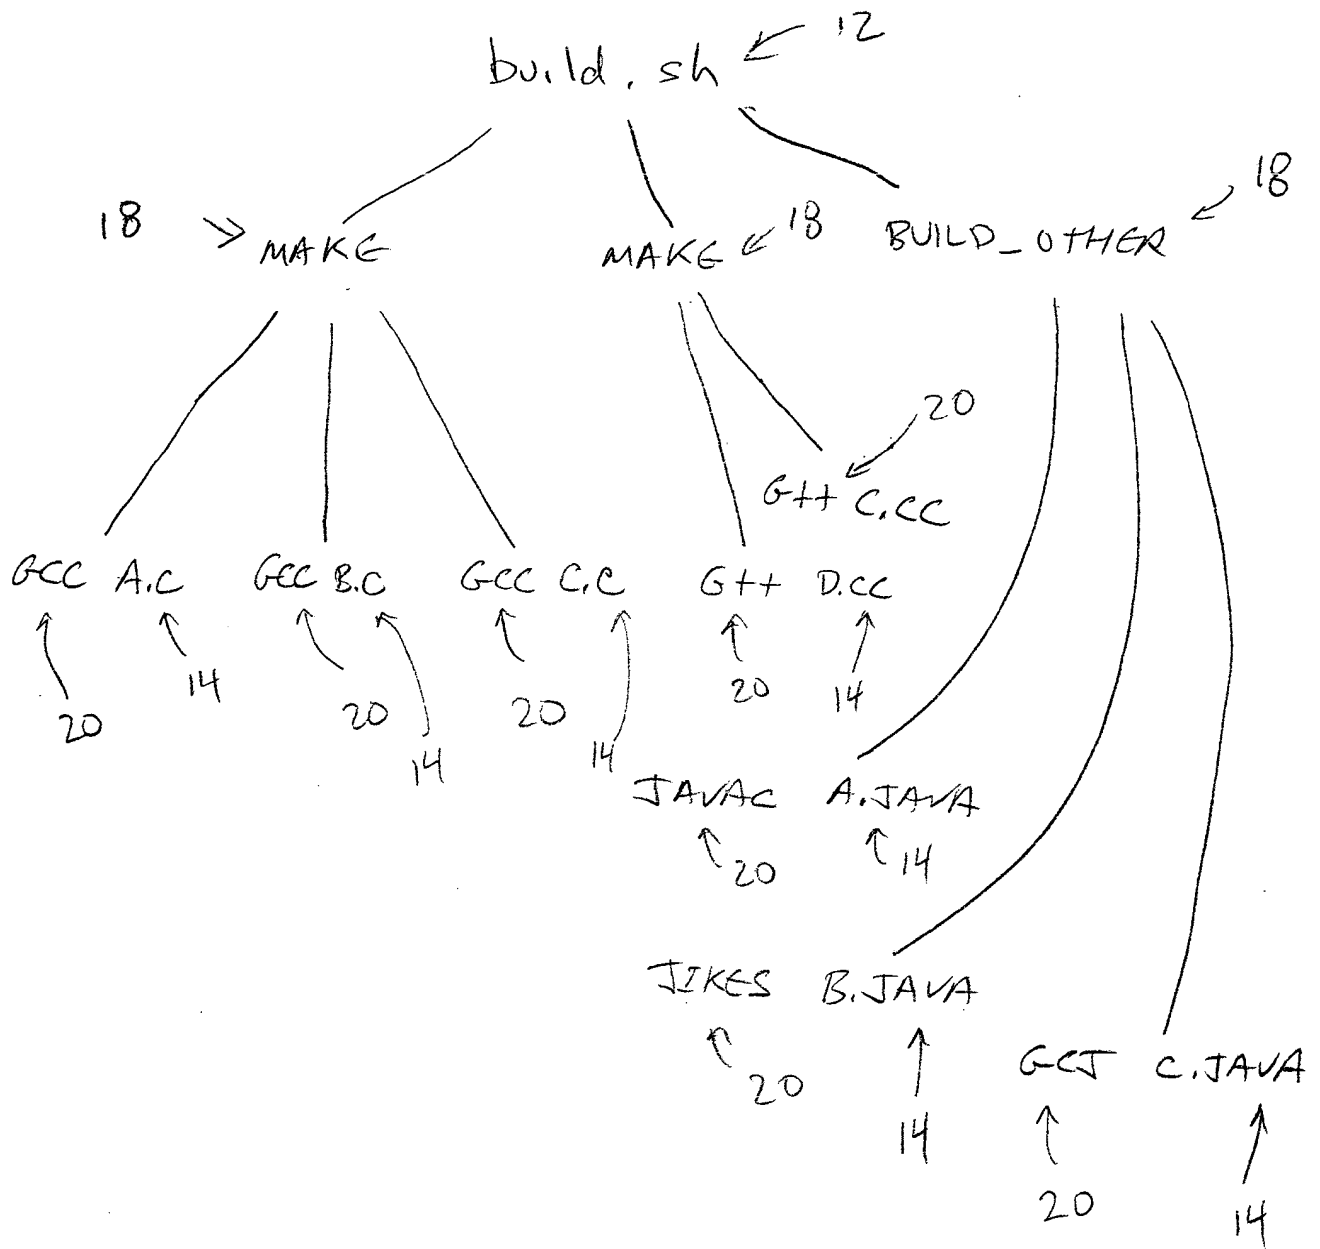 build.sh 12
18 MAKE MAKE 18 BUILD_OTHER 18
20
G++ C.CC
GCC A.C GCC B.C GCC C.C G++ D.CC
20 14 20 14 20 14 20 14
JAVAC A.JAVA
20 14
JIKES B.JAVA
20 14
GCJ C.JAVA
20 14